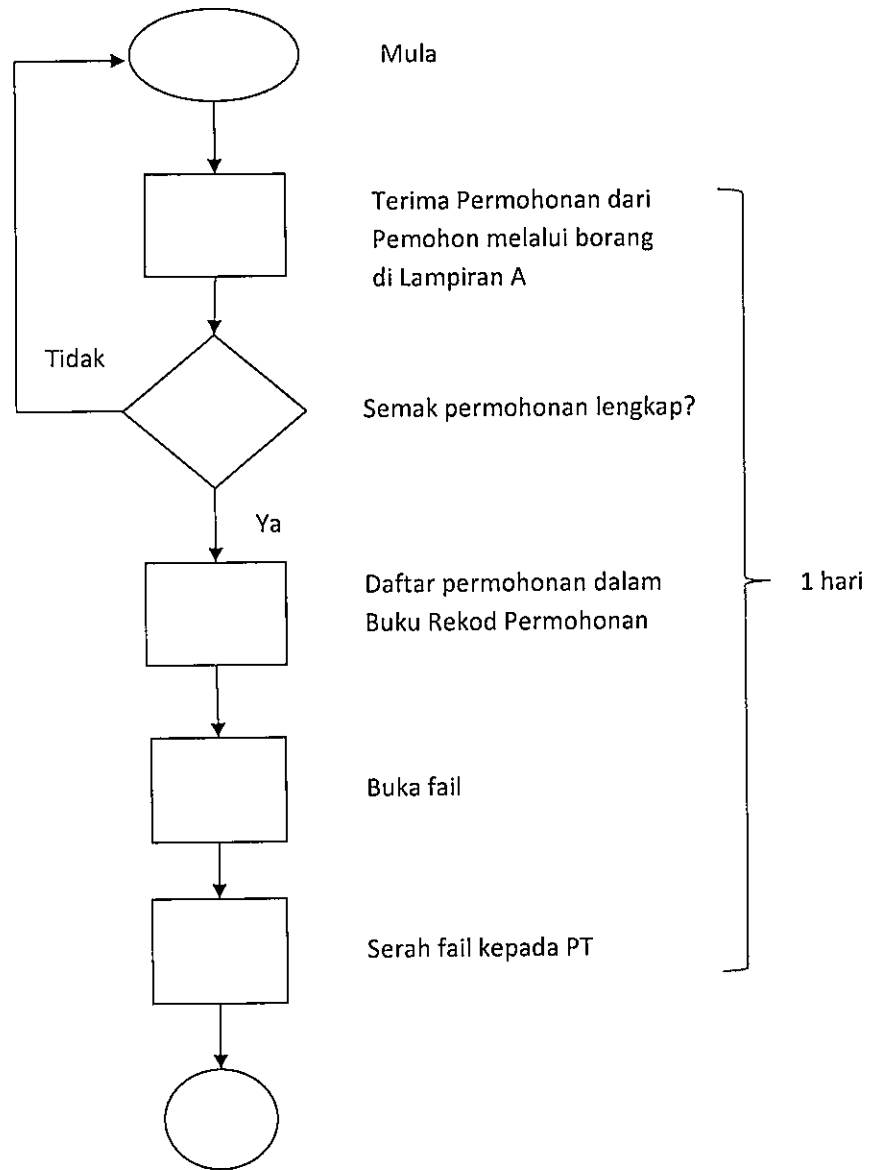 Mula
Terima Permohonan dari
Pemohon melalui borang
di Lampiran A
Tidak
Semak permohonan lengkap?
Ya
Daftar permohonan dalam
Buku Rekod Permohonan
1 hari
Buka fail
Serah fail kepada PT